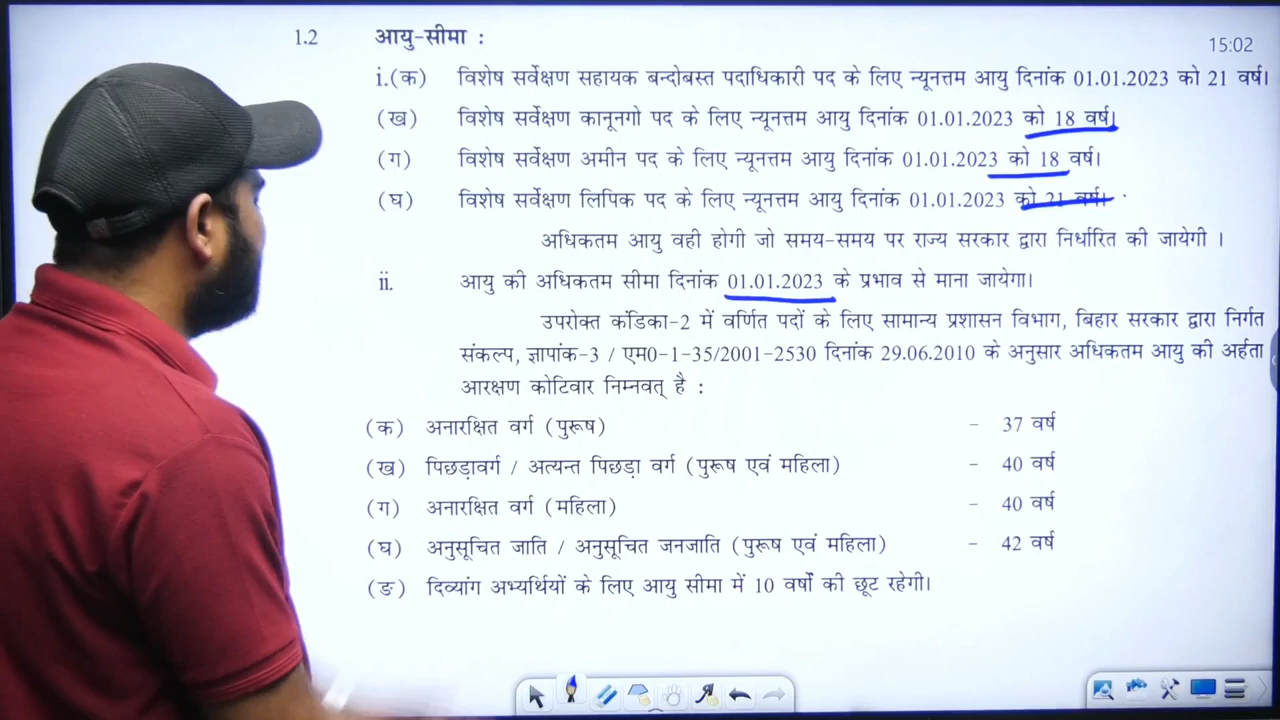 1.2 आयु-सीमा :
15:02
i.(क) विशेष सर्वेक्षण सहायक बन्दोबस्त पदाधिकारी पद के लिए न्यूनत्तम आयु दिनांक 01.01.2023 को 21 वर्ष।
(ख) विशेष सर्वेक्षण कानूनगो पद के लिए न्यूनत्तम आयु दिनांक 01.01.2023 को 18 वर्ष।
(ग) विशेष सर्वेक्षण अमीन पद के लिए न्यूनत्तम आयु दिनांक 01.01.2023 को 18 वर्ष।
(घ) विशेष सर्वेक्षण लिपिक पद के लिए न्यूनत्तम आयु दिनांक 01.01.2023 को 21 वर्ष।
अधिकतम आयु वही होगी जो समय-समय पर राज्य सरकार द्वारा निर्धारित की जायेगी ।
ii. आयु की अधिकतम सीमा दिनांक 01.01.2023 के प्रभाव से माना जायेगा।
उपरोक्त कंडिका-2 में वर्णित पदों के लिए सामान्य प्रशासन विभाग, बिहार सरकार द्वारा निर्गत
संकल्प, ज्ञापांक-3 / एम0-1-35/2001-2530 दिनांक 29.06.2010 के अनुसार अधिकतम आयु की अर्हता
आरक्षण कोटिवार निम्नवत् है :
(क) अनारक्षित वर्ग (पुरूष) - 37 वर्ष
(ख) पिछड़ावर्ग / अत्यन्त पिछड़ा वर्ग (पुरूष एवं महिला) - 40 वर्ष
(ग) अनारक्षित वर्ग (महिला) - 40 वर्ष
(घ) अनुसूचित जाति / अनुसूचित जनजाति (पुरूष एवं महिला) - 42 वर्ष
(ङ) दिव्यांग अभ्यर्थियों के लिए आयु सीमा में 10 वर्षों की छूट रहेगी।